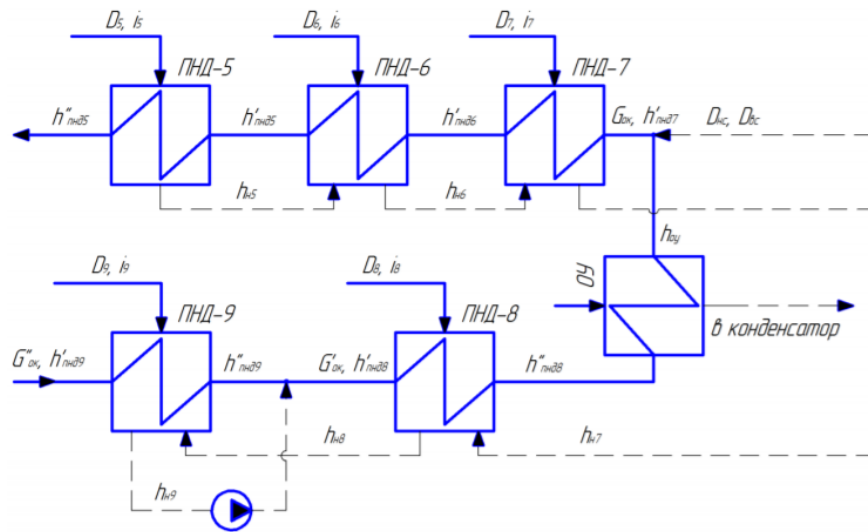 D₅, i₅
D₆, i₆
D₇, i₇
ПНД-5
ПНД-6
ПНД-7
h″пнд5
h′пнд5
h′пнд6
Gок, h′пнд7
Dнс, Dвс
hн5
hн6
hоу
ОУ
в конденсатор
D₉, i₉
D₈, i₈
ПНД-9
ПНД-8
G″ок, h′пнд9
h″пнд9
G′ок, h′пнд8
h″пнд8
hн8
hн7
hн9